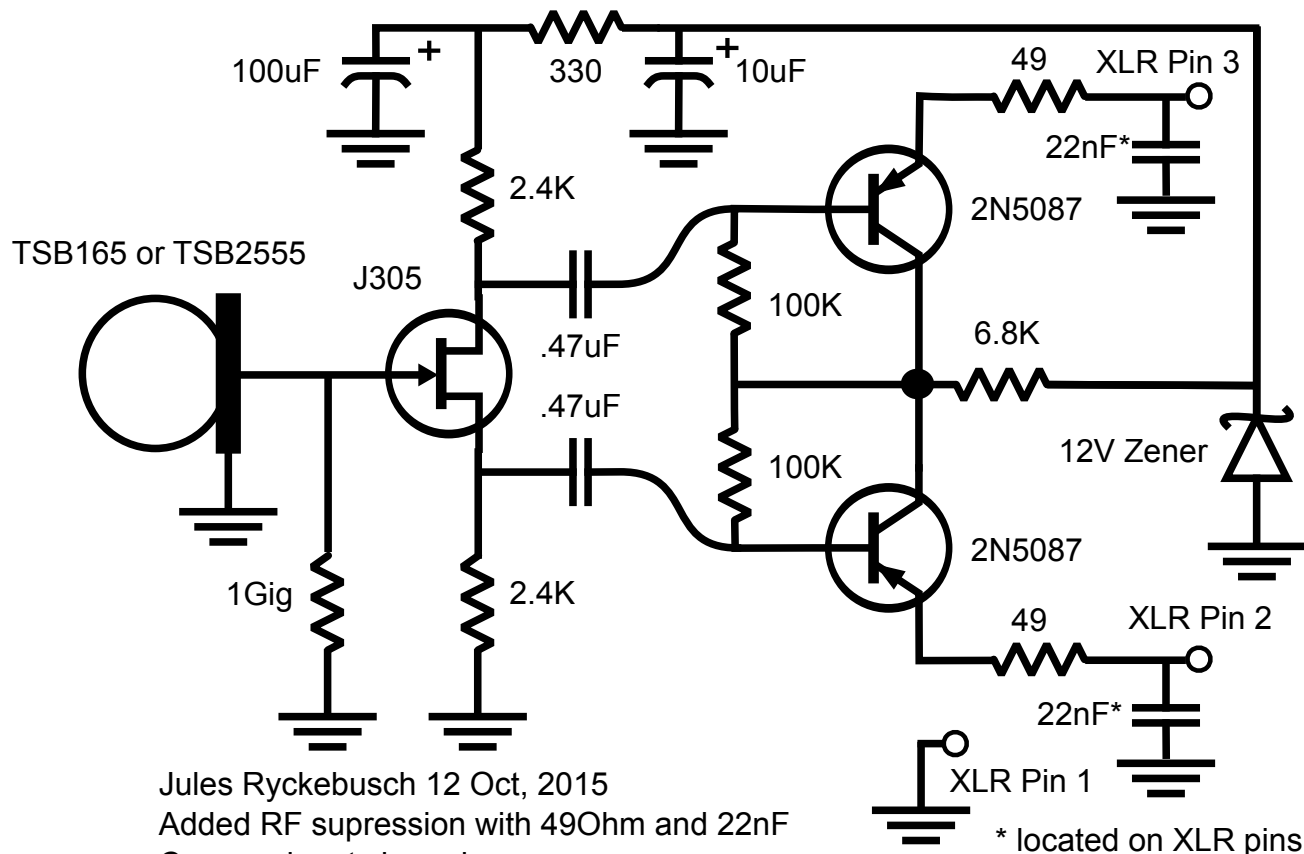 100uF
+
330
+
10uF
49
XLR Pin 3
22nF*
2.4K
2N5087
TSB165 or TSB2555
J305
.47uF
100K
6.8K
.47uF
100K
12V Zener
2N5087
1Gig
2.4K
49
XLR Pin 2
22nF*
XLR Pin 1
Jules Ryckebusch 12 Oct, 2015
Added RF supression with 49Ohm and 22nF
* located on XLR pins